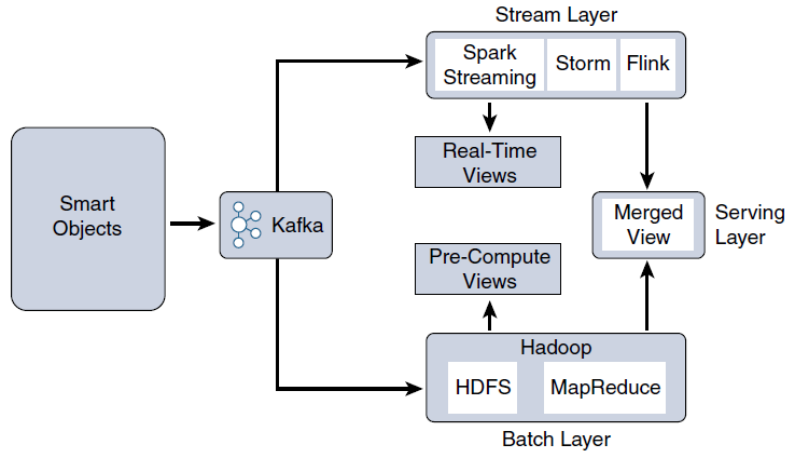 Stream Layer
Spark
Streaming
Storm
Flink
Real-Time
Views
Smart
Objects
Kafka
Merged
View
Serving
Layer
Pre-Compute
Views
Hadoop
HDFS
MapReduce
Batch Layer